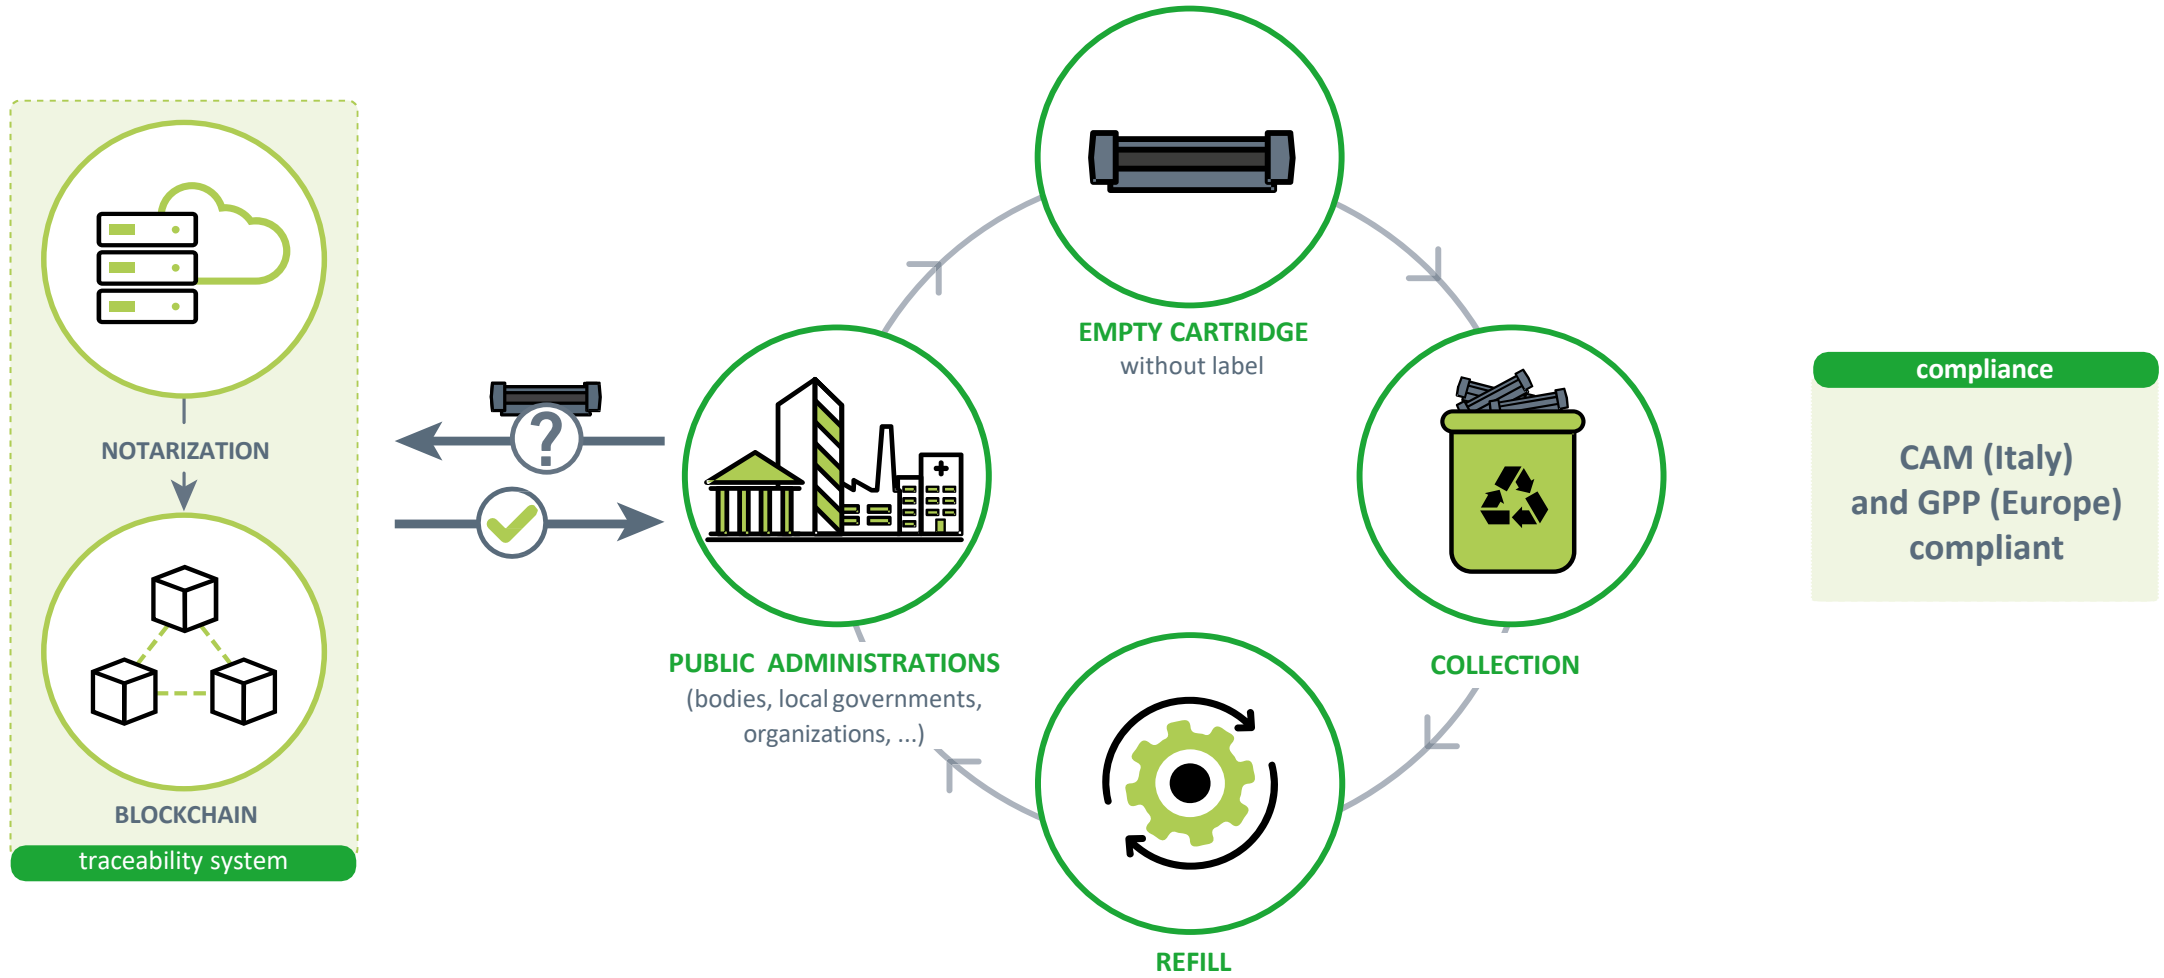 NOTARIZATION
BLOCKCHAIN
traceability system
?
EMPTY CARTRIDGE
without label
PUBLIC ADMINISTRATIONS
(bodies, local governments,
organizations, ...)
COLLECTION
REFILL
compliance
CAM (Italy)
and GPP (Europe)
compliant